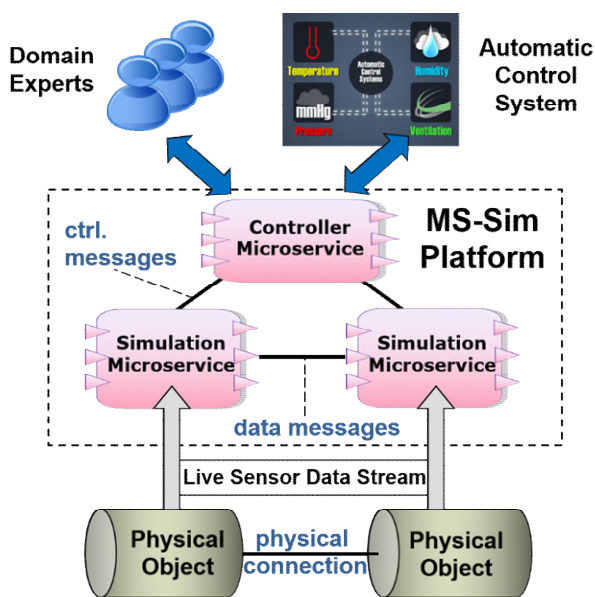 Domain
Experts
Temperature
Automatic
Control
Systems
Humidity
mmHg
Pressure
Ventilation
Automatic
Control
System
MS-Sim
Platform
Controller
Microservice
ctrl.
messages
Simulation
Microservice
Simulation
Microservice
data messages
Live Sensor Data Stream
Physical
Object
physical
connection
Physical
Object